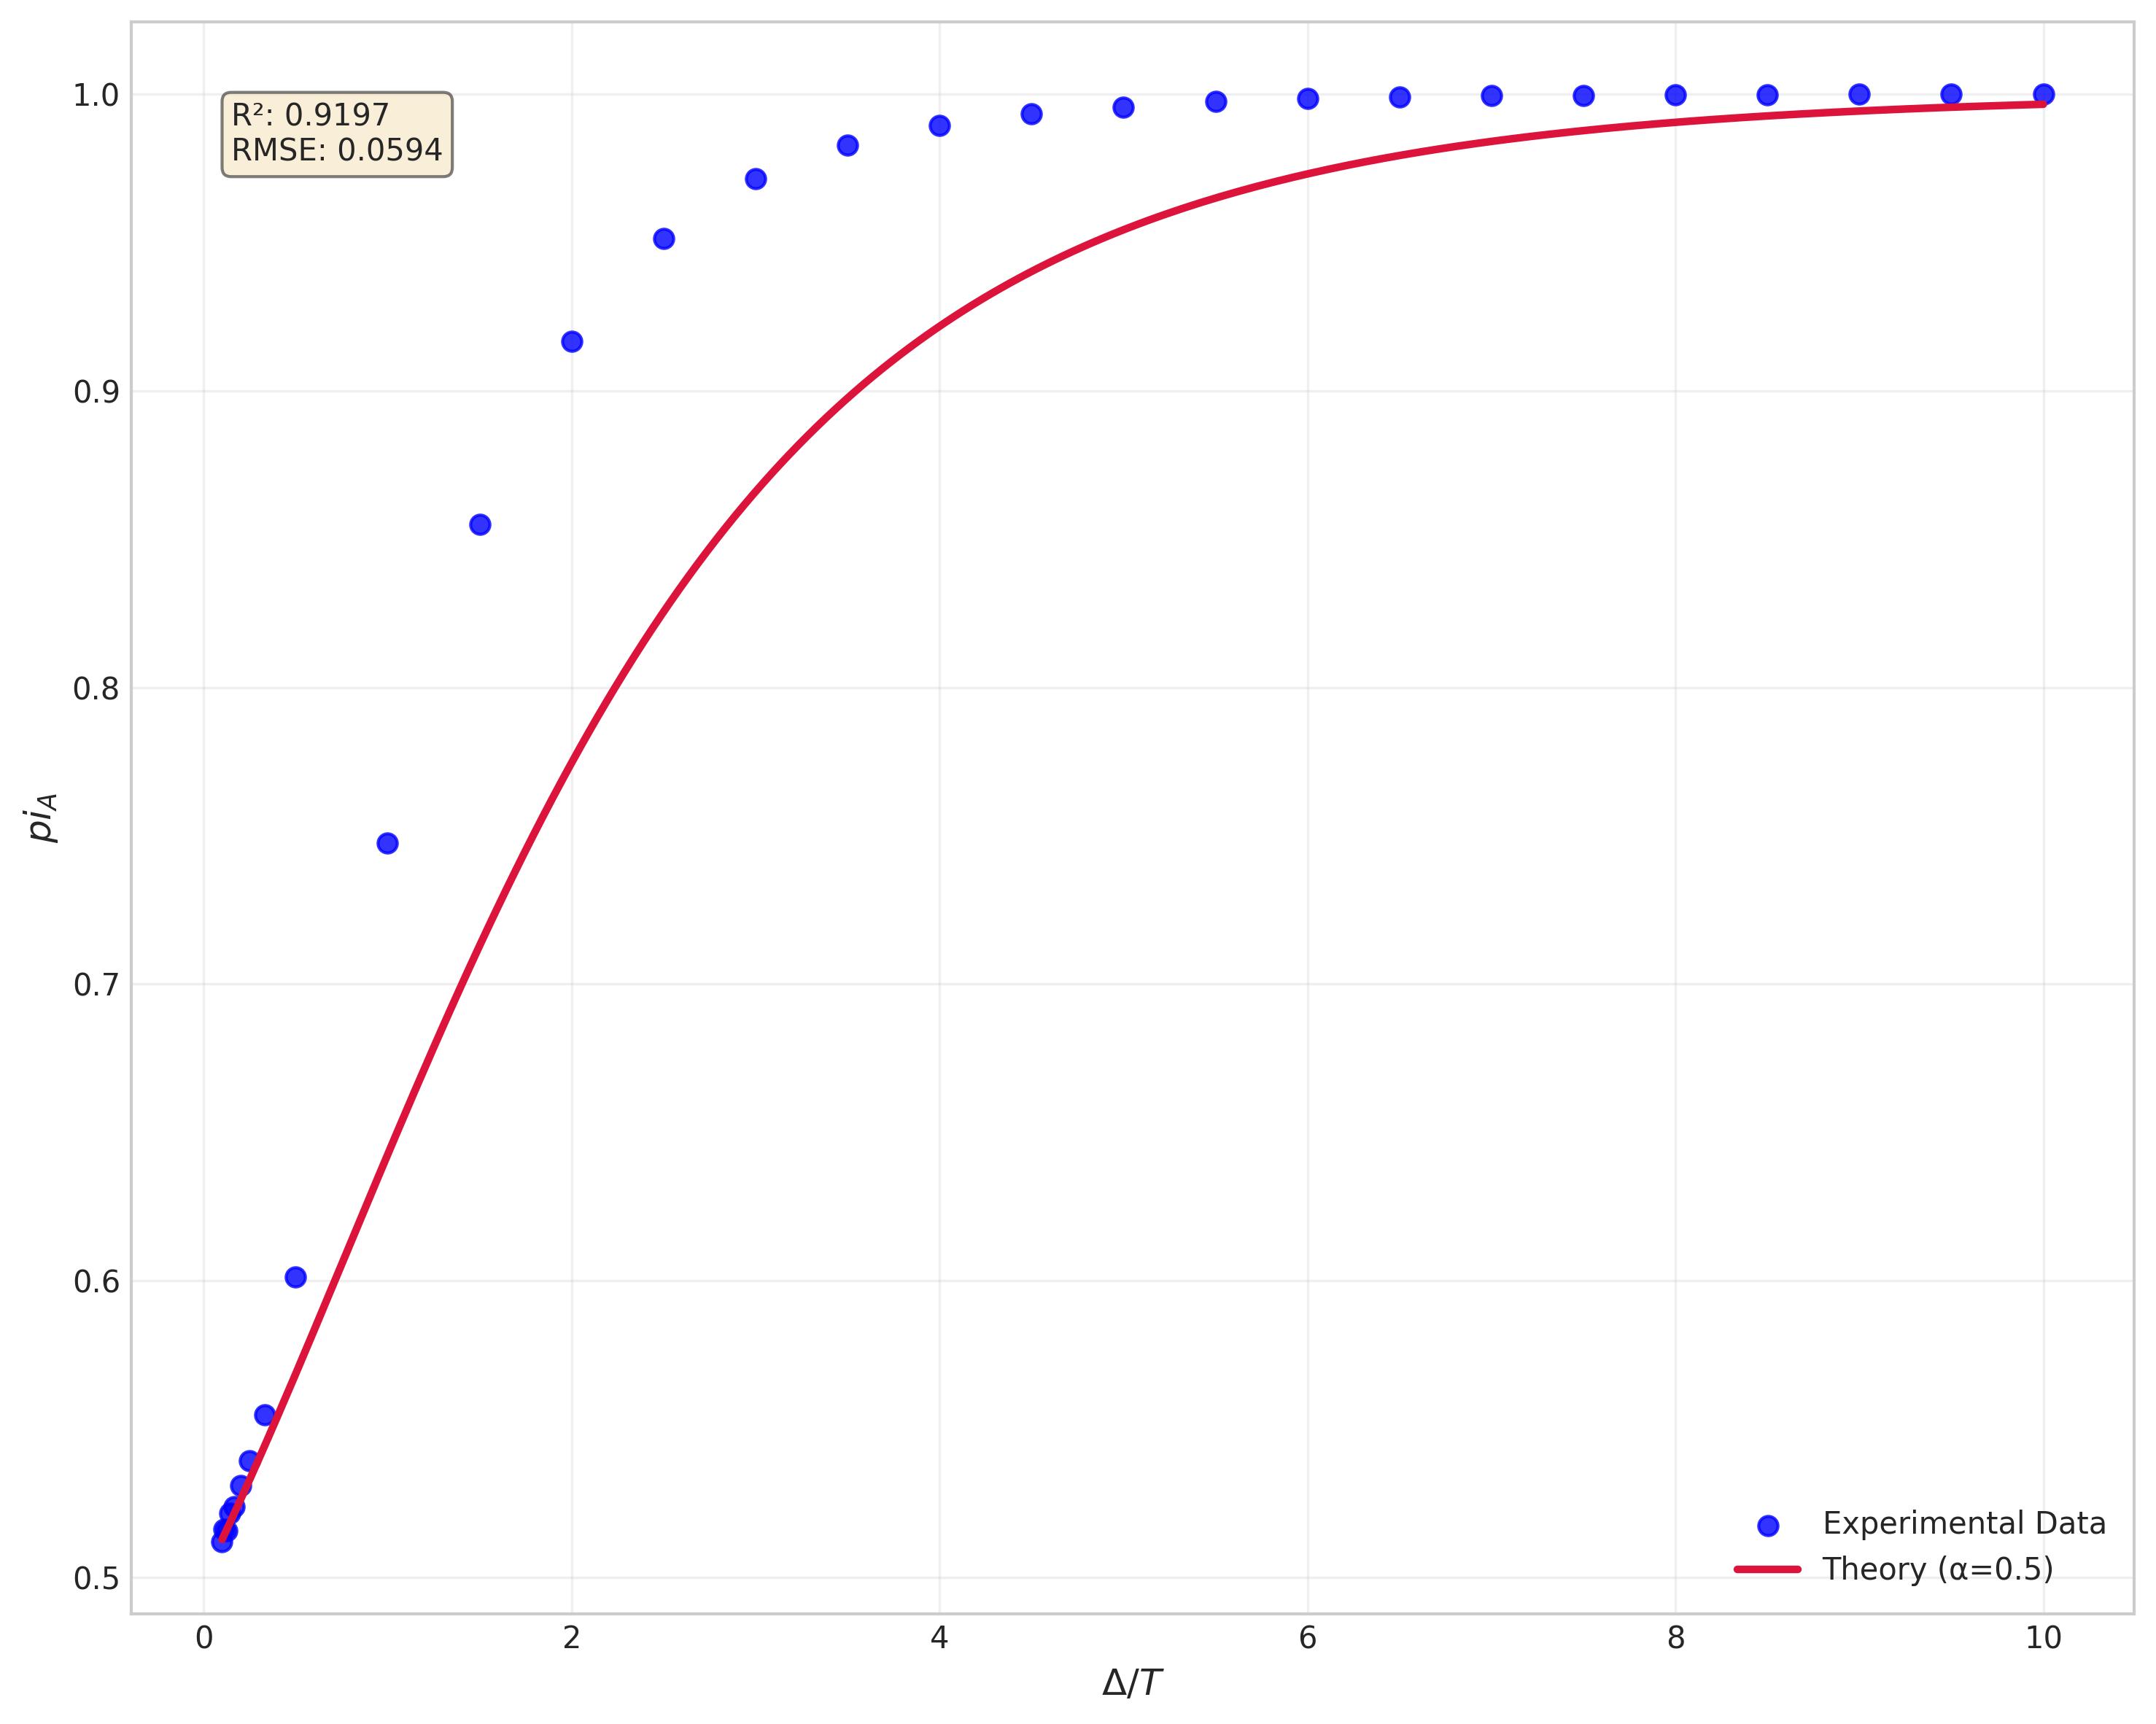 R²: 0.9197
RMSE: 0.0594
1.0
0.9
0.8
0.7
0.6
0.5
pi_A
Experimental Data
Theory (α=0.5)
0 2 4 6 8 10
Δ/T